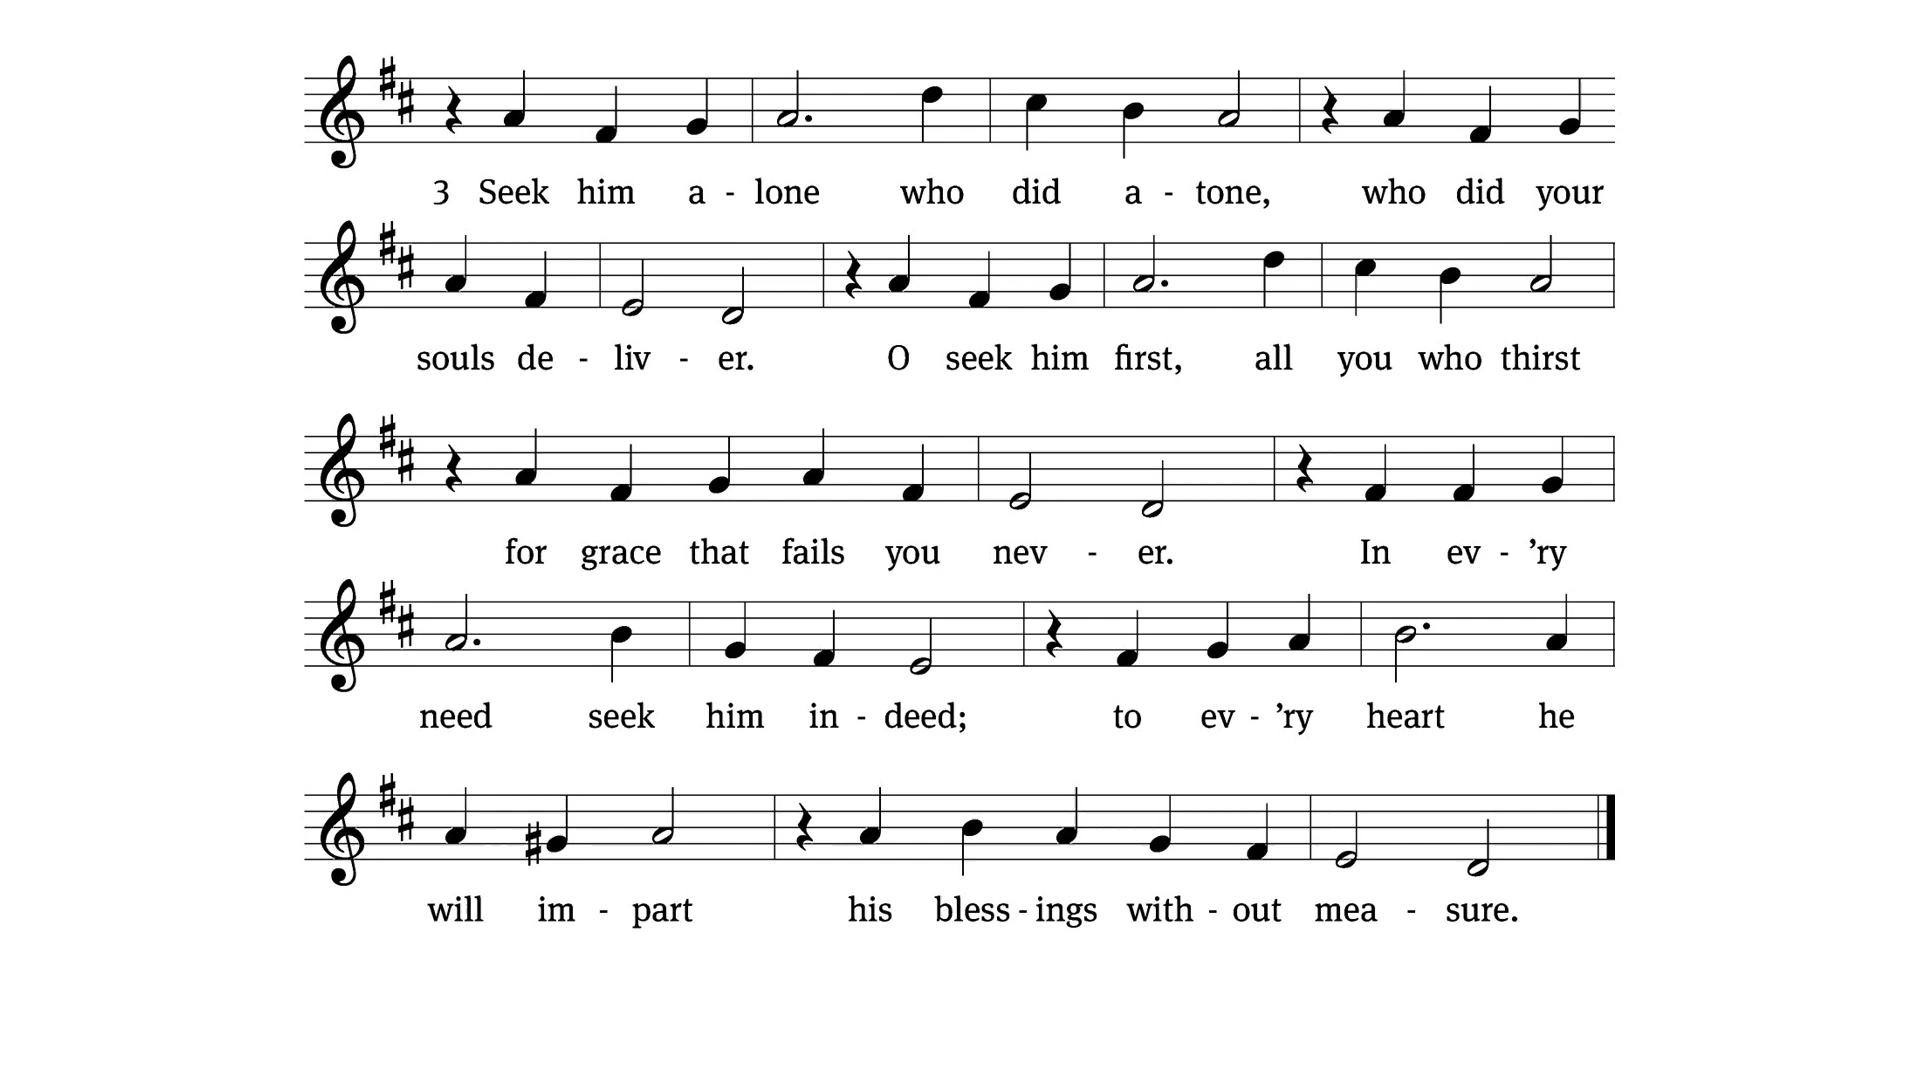 3 Seek him a - lone who did a - tone, who did your
souls de - liv - er. O seek him first, all you who thirst
for grace that fails you nev - er. In ev - ’ry
need seek him in - deed; to ev - ’ry heart he
will im - part his bless - ings with - out mea - sure.